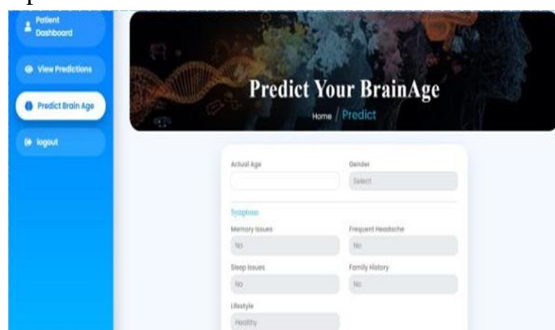 Patient
Dashboard
View Predictions
Predict Brain Age
logout
Predict Your BrainAge
Home / Predict
Actual Age
Gender
Select
Symptoms
Memory Issues
Frequent Headache
No
No
Sleep Issues
Family History
No
No
Lifestyle
Healthy